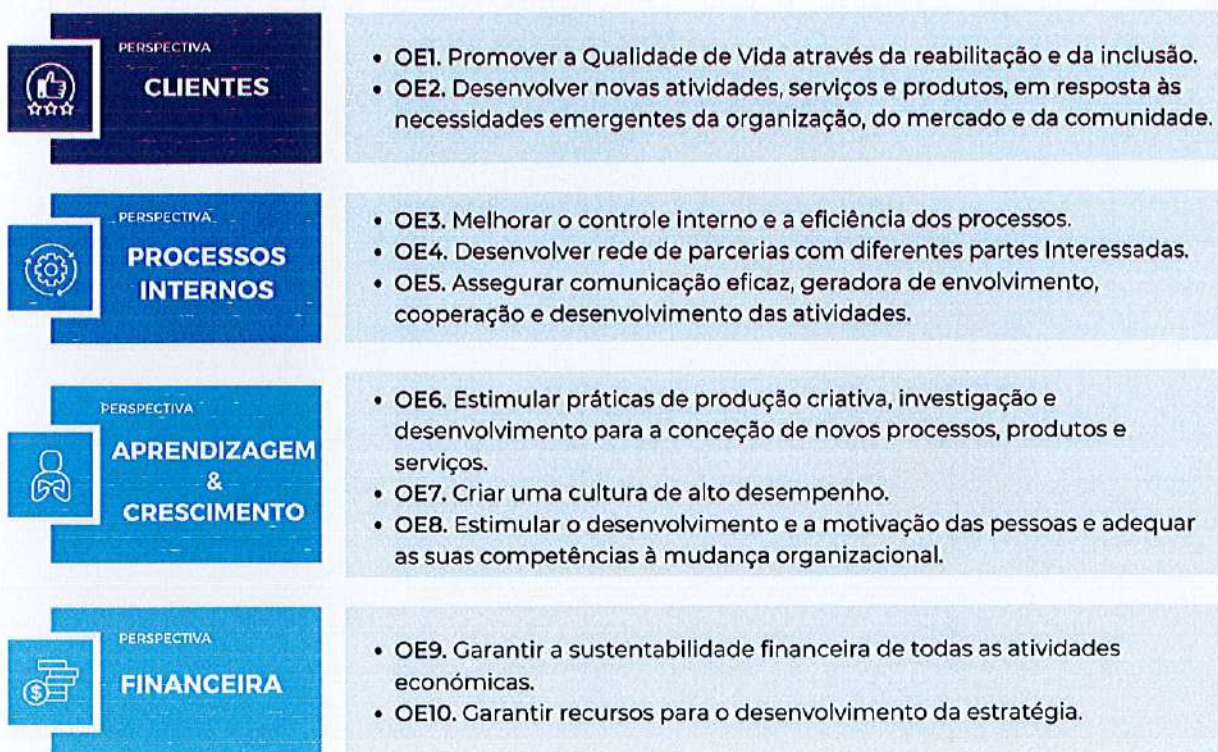 PERSPECTIVA
CLIENTES
• OE1. Promover a Qualidade de Vida através da reabilitação e da inclusão.
• OE2. Desenvolver novas atividades, serviços e produtos, em resposta às
necessidades emergentes da organização, do mercado e da comunidade.
PERSPECTIVA
PROCESSOS
INTERNOS
• OE3. Melhorar o controle interno e a eficiência dos processos.
• OE4. Desenvolver rede de parcerias com diferentes partes Interessadas.
• OE5. Assegurar comunicação eficaz, geradora de envolvimento,
cooperação e desenvolvimento das atividades.
PERSPECTIVA
APRENDIZAGEM
&
CRESCIMENTO
• OE6. Estimular práticas de produção criativa, investigação e
desenvolvimento para a conceção de novos processos, produtos e
serviços.
• OE7. Criar uma cultura de alto desempenho.
• OE8. Estimular o desenvolvimento e a motivação das pessoas e adequar
as suas competências à mudança organizacional.
PERSPECTIVA
FINANCEIRA
• OE9. Garantir a sustentabilidade financeira de todas as atividades
económicas.
• OE10. Garantir recursos para o desenvolvimento da estratégia.